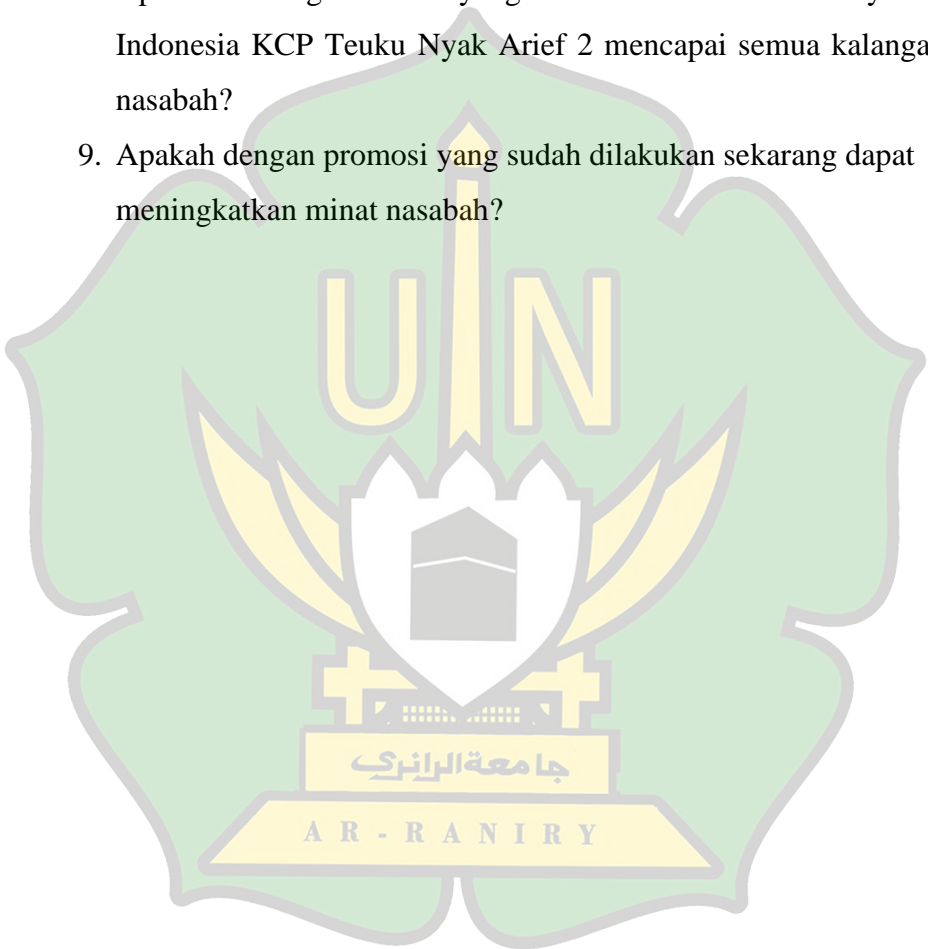 Indonesia KCP Teuku Nyak Arief 2 mencapai semua
nasabah?
9. Apakah dengan promosi yang sudah dilakukan sekarang dapat
meningkatkan minat nasabah?
UIN
جامعة الرانري
AR-RANIRY